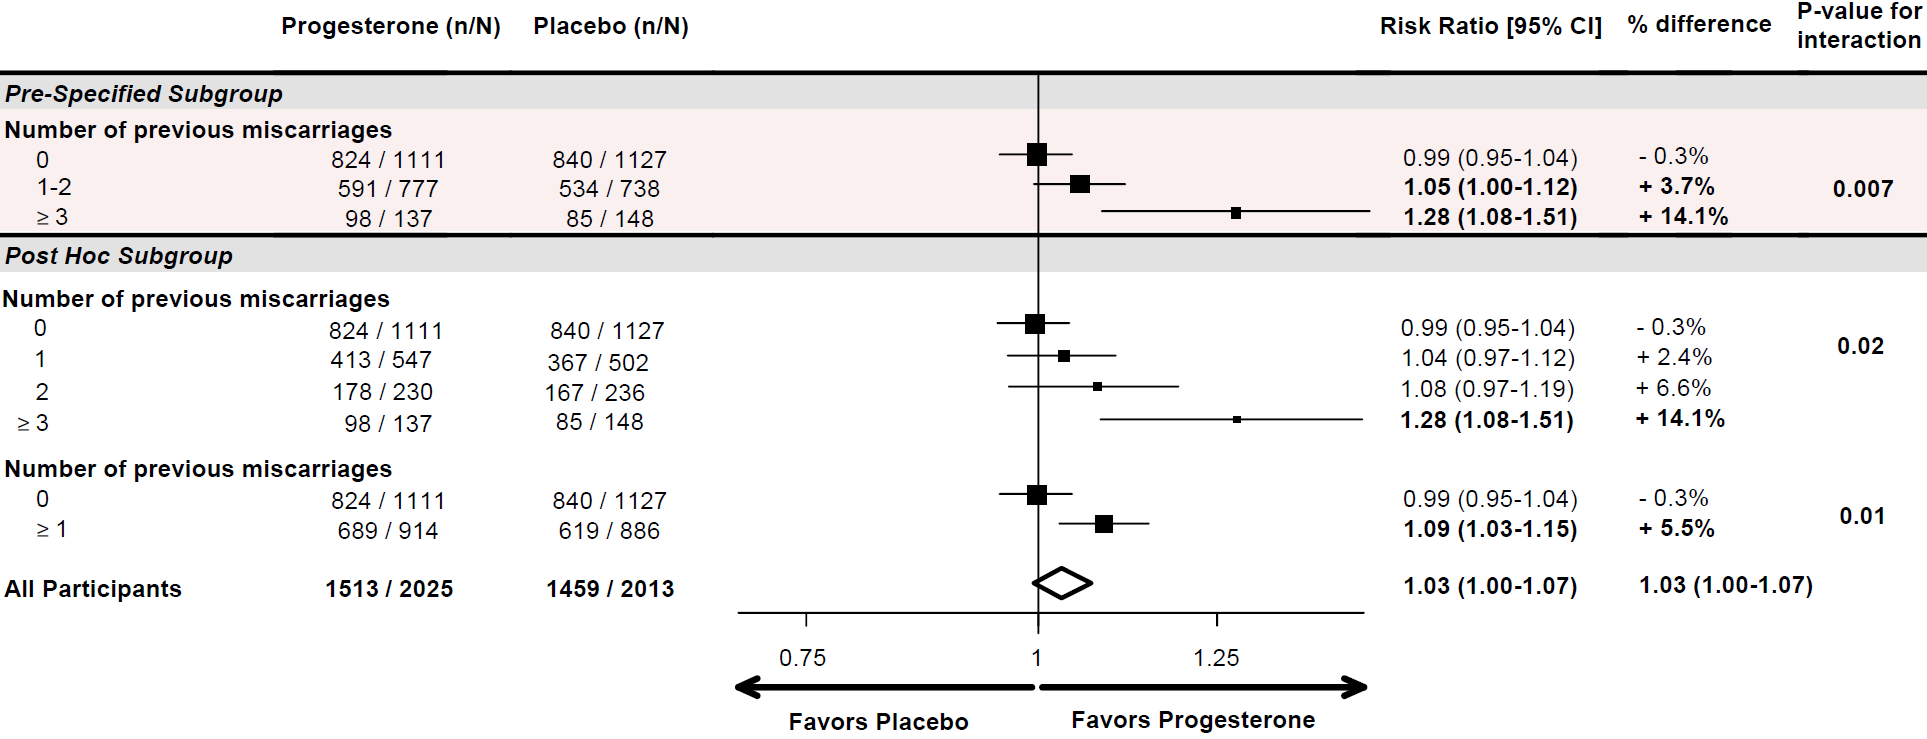 Progesterone (n/N) Placebo (n/N) Risk Ratio [95% CI] % difference P-value for interaction
Pre-Specified Subgroup
Number of previous miscarriages
0 824 / 1111 840 / 1127 0.99 (0.95-1.04) - 0.3%
1-2 591 / 777 534 / 738 1.05 (1.00-1.12) + 3.7% 0.007
≥ 3 98 / 137 85 / 148 1.28 (1.08-1.51) + 14.1%
Post Hoc Subgroup
Number of previous miscarriages
0 824 / 1111 840 / 1127 0.99 (0.95-1.04) - 0.3%
1 413 / 547 367 / 502 1.04 (0.97-1.12) + 2.4% 0.02
2 178 / 230 167 / 236 1.08 (0.97-1.19) + 6.6%
≥ 3 98 / 137 85 / 148 1.28 (1.08-1.51) + 14.1%
Number of previous miscarriages
0 824 / 1111 840 / 1127 0.99 (0.95-1.04) - 0.3%
≥ 1 689 / 914 619 / 886 1.09 (1.03-1.15) + 5.5% 0.01
All Participants 1513 / 2025 1459 / 2013 1.03 (1.00-1.07) 1.03 (1.00-1.07)
0.75 1 1.25
Favors Placebo Favors Progesterone